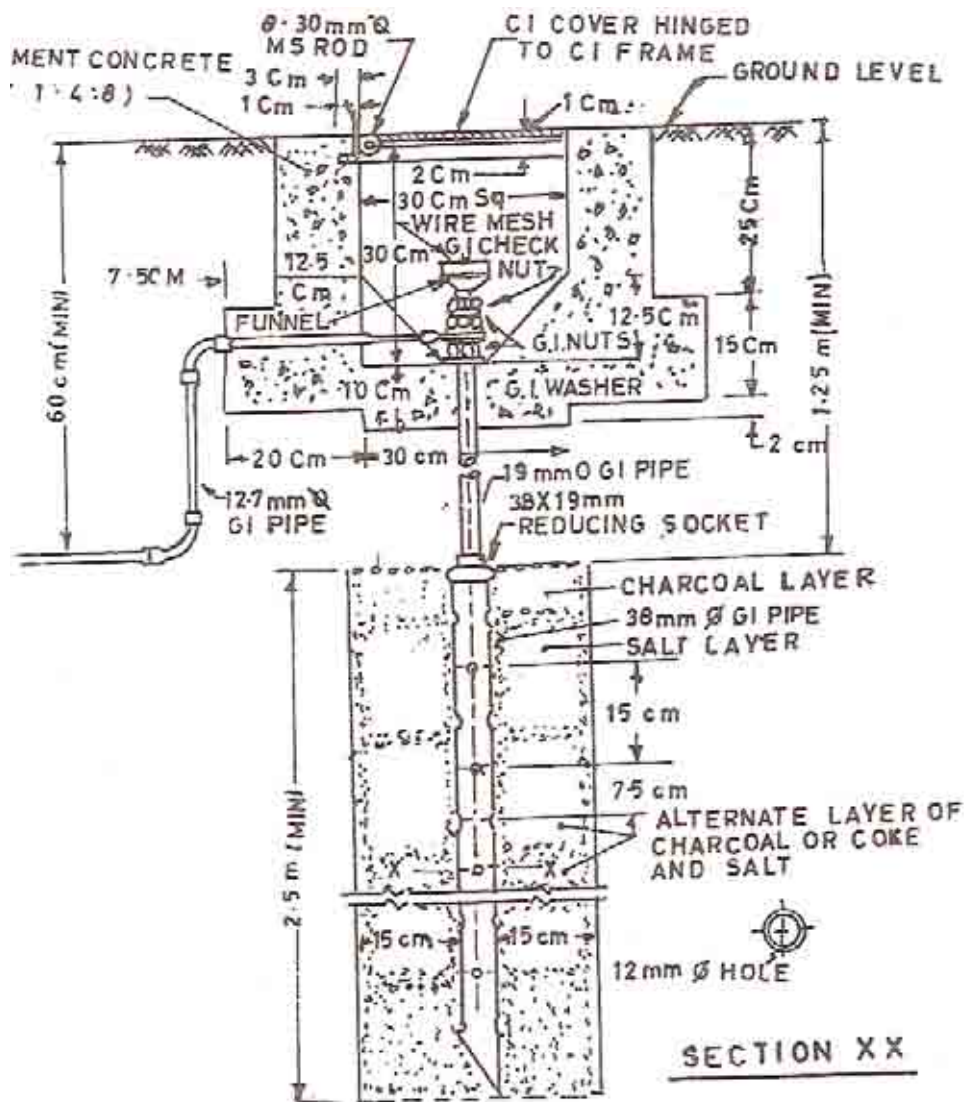 8·30mm Ø
MS ROD
CI COVER HINGED
TO CI FRAME
GROUND LEVEL
MENT CONCRETE
( 1·4:8)
3 Cm
1 Cm
1 Cm
2 Cm
30 Cm Sq
WIRE MESH
30 Cm
G.I CHECK
NUT
25 Cm
7·5CM
12·5
Cm
FUNNEL
12·5 Cm
G.I.NUTS
15 Cm
60 cm (MIN)
1·25 m (MIN)
10 Cm
G.I. WASHER
20 Cm
30 cm
2 cm
12·7mm Ø
GI PIPE
19 mm O GI PIPE
38X19mm
REDUCING SOCKET
CHARCOAL LAYER
38mm Ø GI PIPE
SALT LAYER
15 cm
7·5 cm
ALTERNATE LAYER OF
CHARCOAL OR COKE
AND SALT
2·5 m (MIN)
X
X
15cm
15cm
12mm Ø HOLE
SECTION XX